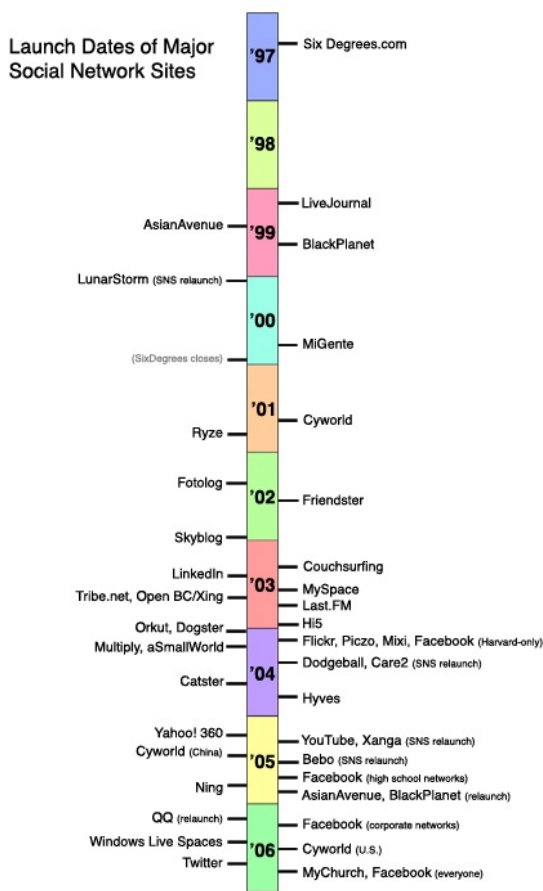 Launch Dates of Major
Social Network Sites
'97
Six Degrees.com
'98
'99
LiveJournal
AsianAvenue
BlackPlanet
LunarStorm (SNS relaunch)
'00
MiGente
(SixDegrees closes)
'01
Cyworld
Ryze
Fotolog
'02
Friendster
Skyblog
Couchsurfing
LinkedIn
'03
MySpace
Tribe.net, Open BC/Xing
Last.FM
Hi5
Orkut, Dogster
Flickr, Piczo, Mixi, Facebook (Harvard-only)
Multiply, aSmallWorld
Dodgeball, Care2 (SNS relaunch)
'04
Catster
Hyves
Yahoo! 360
YouTube, Xanga (SNS relaunch)
Cyworld (China)
'05
Bebo (SNS relaunch)
Facebook (high school networks)
Ning
AsianAvenue, BlackPlanet (relaunch)
QQ (relaunch)
Facebook (corporate networks)
Windows Live Spaces
'06
Cyworld (U.S.)
Twitter
MyChurch, Facebook (everyone)